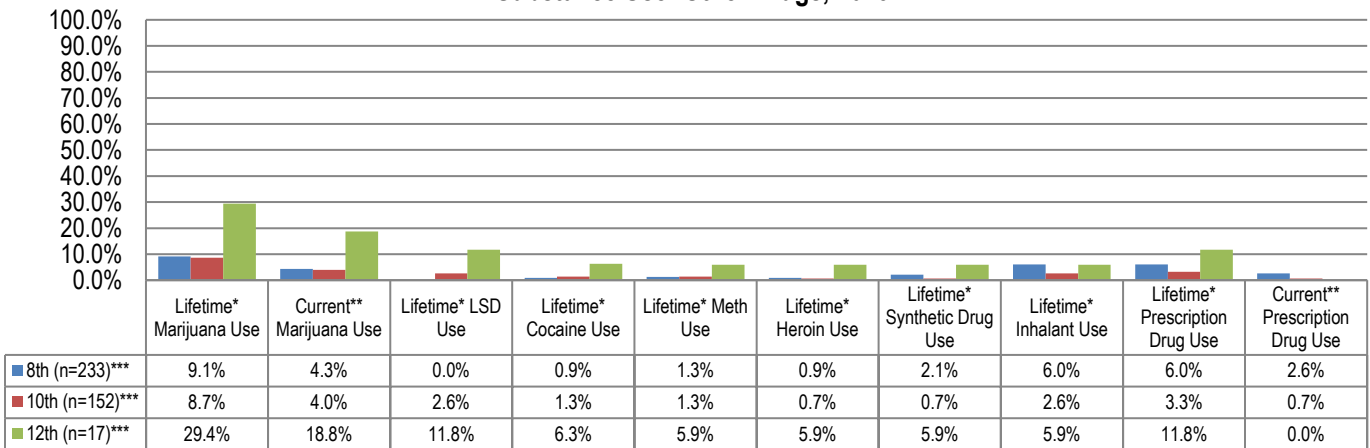 100.0%
90.0%
80.0%
70.0%
60.0%
50.0%
40.0%
30.0%
20.0%
10.0%
0.0%
Lifetime* Marijuana Use	Current** Marijuana Use	Lifetime* LSD Use	Lifetime* Cocaine Use	Lifetime* Meth Use	Lifetime* Heroin Use	Lifetime* Synthetic Drug Use	Lifetime* Inhalant Use	Lifetime* Prescription Drug Use	Current** Prescription Drug Use
8th (n=233)***	9.1%	4.3%	0.0%	0.9%	1.3%	0.9%	2.1%	6.0%	6.0%	2.6%
10th (n=152)***	8.7%	4.0%	2.6%	1.3%	1.3%	0.7%	0.7%	2.6%	3.3%	0.7%
12th (n=17)***	29.4%	18.8%	11.8%	6.3%	5.9%	5.9%	5.9%	5.9%	11.8%	0.0%